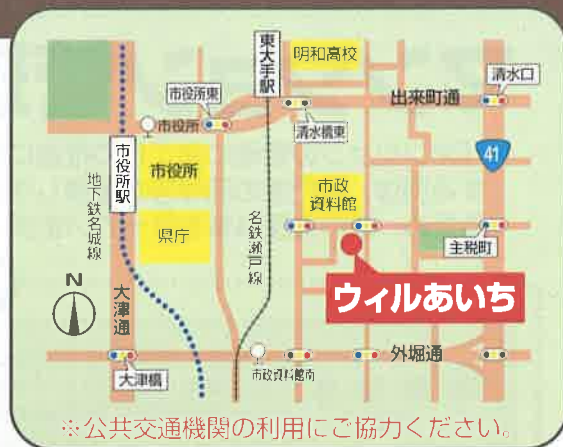 明和高校
東大手駅
清水口
市役所東
出来町通
市役所
清水橋東
41
市役所駅
市役所
市政
資料館
地下鉄名城線
県庁
名鉄瀬戸線
主税町
N
ウィルあいち
大津通
外堀通
大津橋
市政資料館南
※公共交通機関の利用にご協力ください。